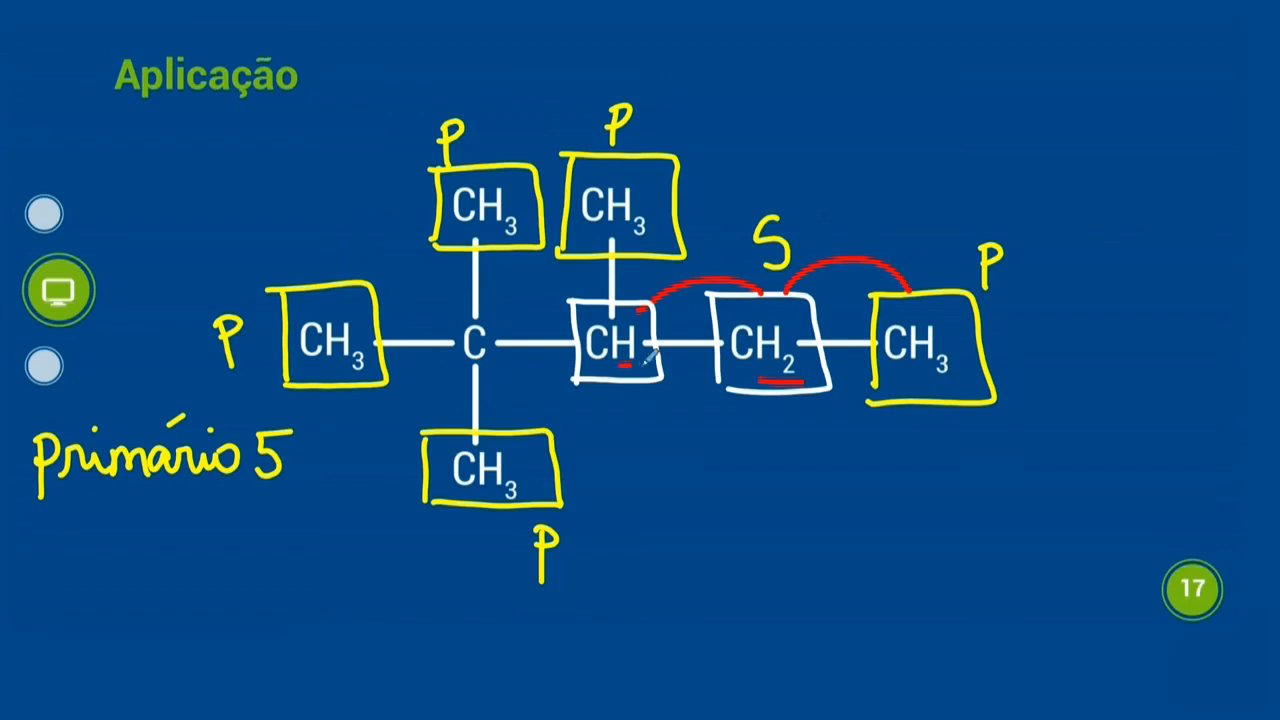 Aplicação
P P
CH3 CH3 S P
P CH3 C CH CH2 CH3
Primário 5 CH3
P
17